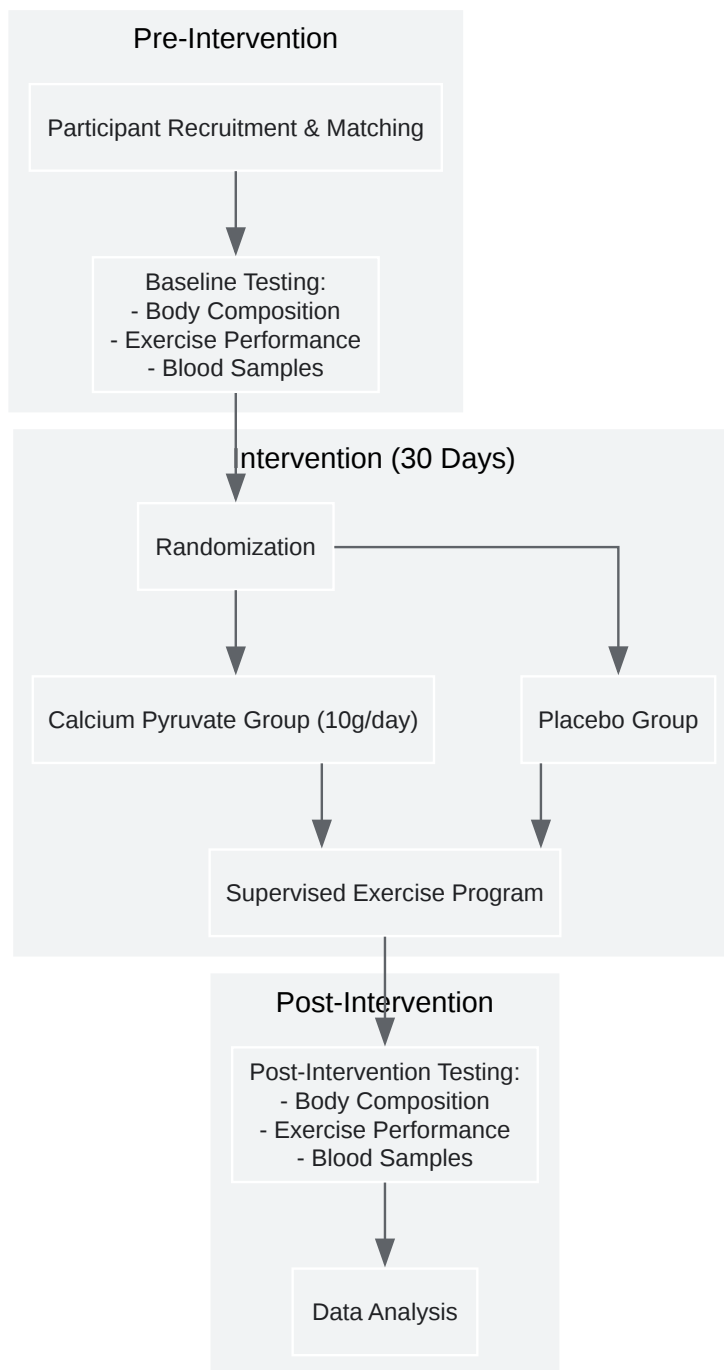 Pre-Intervention
Participant Recruitment & Matching
Baseline Testing:
- Body Composition
- Exercise Performance
- Blood Samples
Intervention (30 Days)
Randomization
Calcium Pyruvate Group (10g/day)
Placebo Group
Supervised Exercise Program
Post-Intervention
Post-Intervention Testing:
- Body Composition
- Exercise Performance
- Blood Samples
Data Analysis